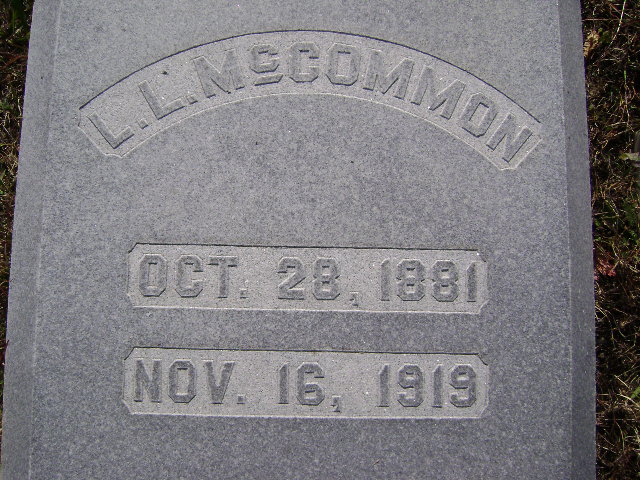 L.L. McCOMMON
OCT. 28, 1881
NOV. 16, 1919